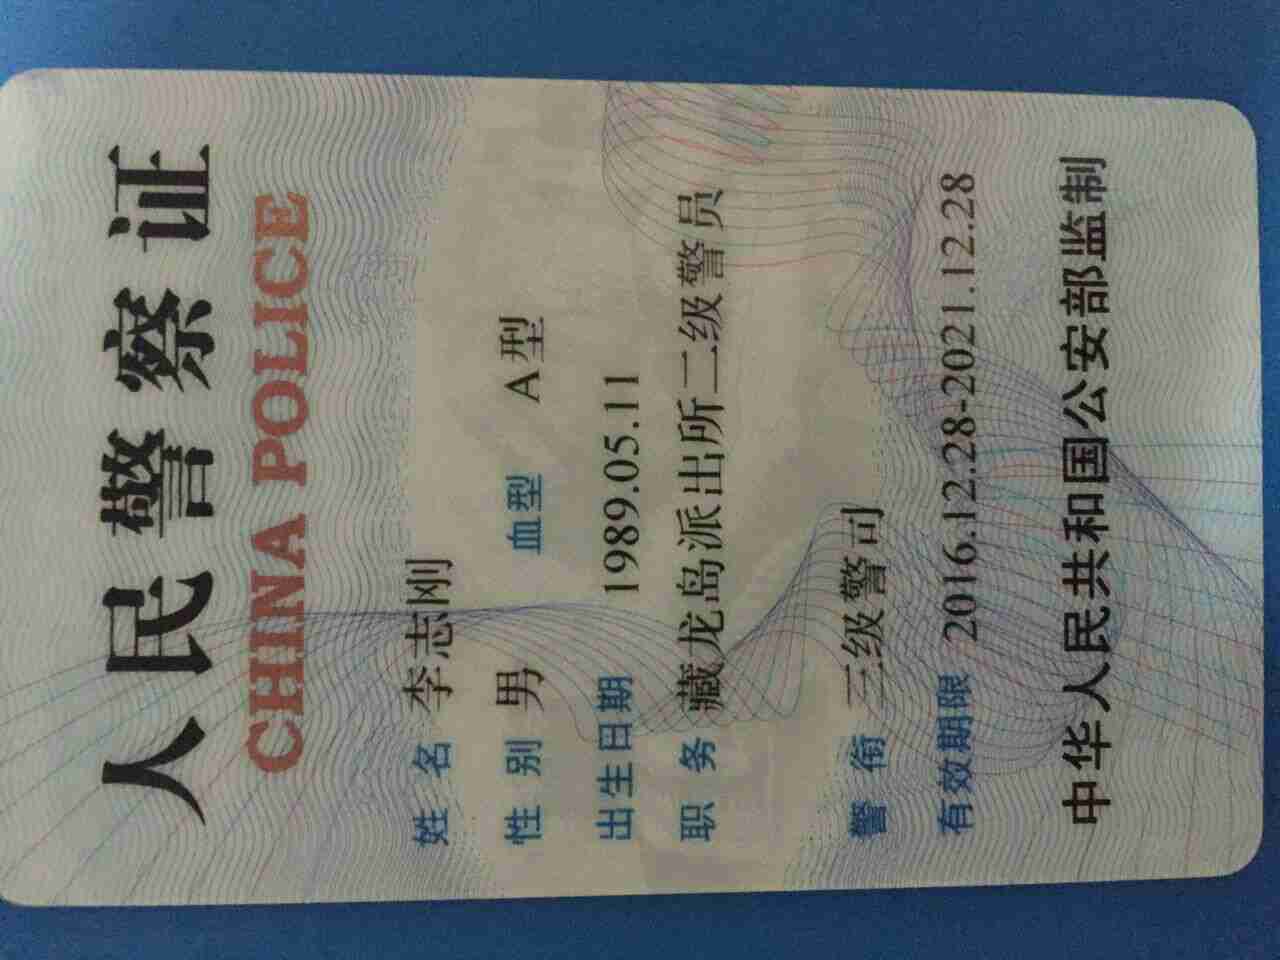 人民警察证
CHINA POLICE
姓名 李志刚
性别 男 血型 A型
出生日期 1989.05.11
职务 藏龙岛派出所二级警员
警衔 三级警司
有效期限 2016.12.28-2021.12.28
中华人民共和国公安部监制